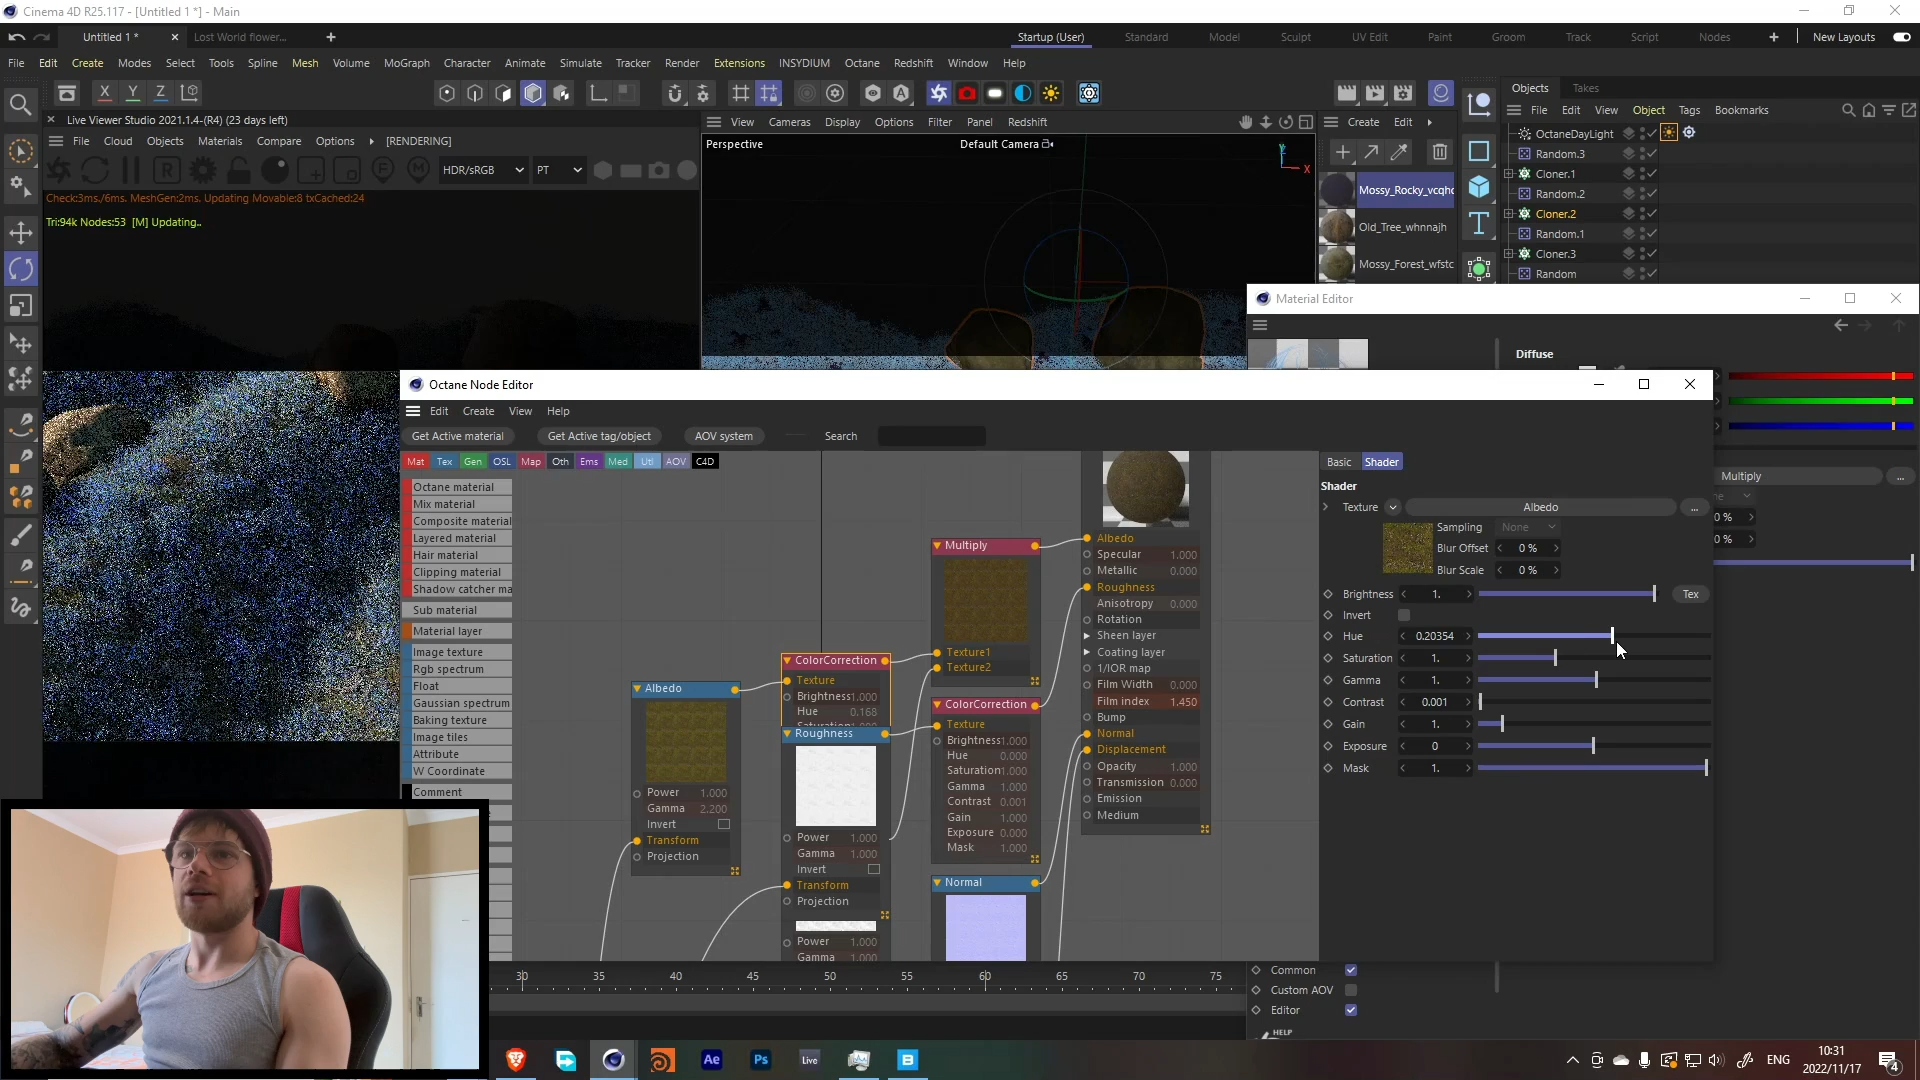 Cinema 4D R25.117 - [Untitled 1 *] - Main
Untitled 1 *
Lost World flower...
Startup (User)
Standard
Model
Sculpt
UV Edit
Paint
Groom
Track
Script
Nodes
New Layouts
File Edit Create Modes Select Tools Spline Mesh Volume MoGraph Character Animate Simulate Tracker Render Extensions INSYDIUM Octane Redshift Window Help
X Y Z
Objects Takes
Live Viewer Studio 2021.1.4-(R4) (23 days left)
File Cloud Objects Materials Compare Options [RENDERING]
View Cameras Display Options Filter Panel Redshift
Create Edit
File Edit View Object Tags Bookmarks
HDR/sRGB
PT
Perspective
Default Camera
Check:3ms./6ms. MeshGen:2ms. Updating Movable:8 txCached:24
Tri:94k Nodes:53 [M] Updating..
Mossy_Rocky_vcqhc
Old_Tree_whnnajh
Mossy_Forest_wfstc
OctaneDayLight
Random.3
Cloner.1
Random.2
Cloner.2
Random.1
Cloner.3
Random
Material Editor
Diffuse
Multiply
...
0 %
0 %
Octane Node Editor
Edit Create View Help
Get Active material
Get Active tag/object
AOV system
Search
Mat Tex Gen OSL Map Oth Ems Med Utl AOV C4D
Octane material
Mix material
Composite material
Layered material
Hair material
Clipping material
Shadow catcher ma
Sub material
Material layer
Image texture
Rgb spectrum
Float
Gaussian spectrum
Baking texture
Image tiles
Attribute
W Coordinate
Comment
Albedo
Power 1.000
Gamma 2.200
Invert
Transform
Projection
ColorCorrection
Texture
Brightness 1.000
Hue 0.168
Roughness
Power 1.000
Gamma 1.000
Invert
Transform
Projection
Power 1.000
Gamma 1.000
Multiply
Texture1
Texture2
ColorCorrection
Texture
Brightness 1.000
Hue 0.000
Saturation 1.000
Gamma 1.000
Contrast 0.001
Gain 1.000
Exposure 0.000
Mask 1.000
Normal
Albedo
Specular 1.000
Metallic 0.000
Roughness
Anisotropy 0.000
Rotation
Sheen layer
Coating layer
1/IOR map
Film Width 0.000
Film index 1.450
Bump
Normal
Displacement
Opacity 1.000
Transmission 0.000
Emission
Medium
Basic Shader
Shader
Texture Albedo ...
Sampling None
Blur Offset 0 %
Blur Scale 0 %
Brightness 1. Tex
Invert
Hue 0.20354
Saturation 1.
Gamma 1.
Contrast 0.001
Gain 1.
Exposure 0
Mask 1.
30 35 40 45 50 55 60 65 70 75
Common
Custom AOV
Editor
HELP
Ae
Ps
Live
B
ENG
10:31
2022/11/17
4